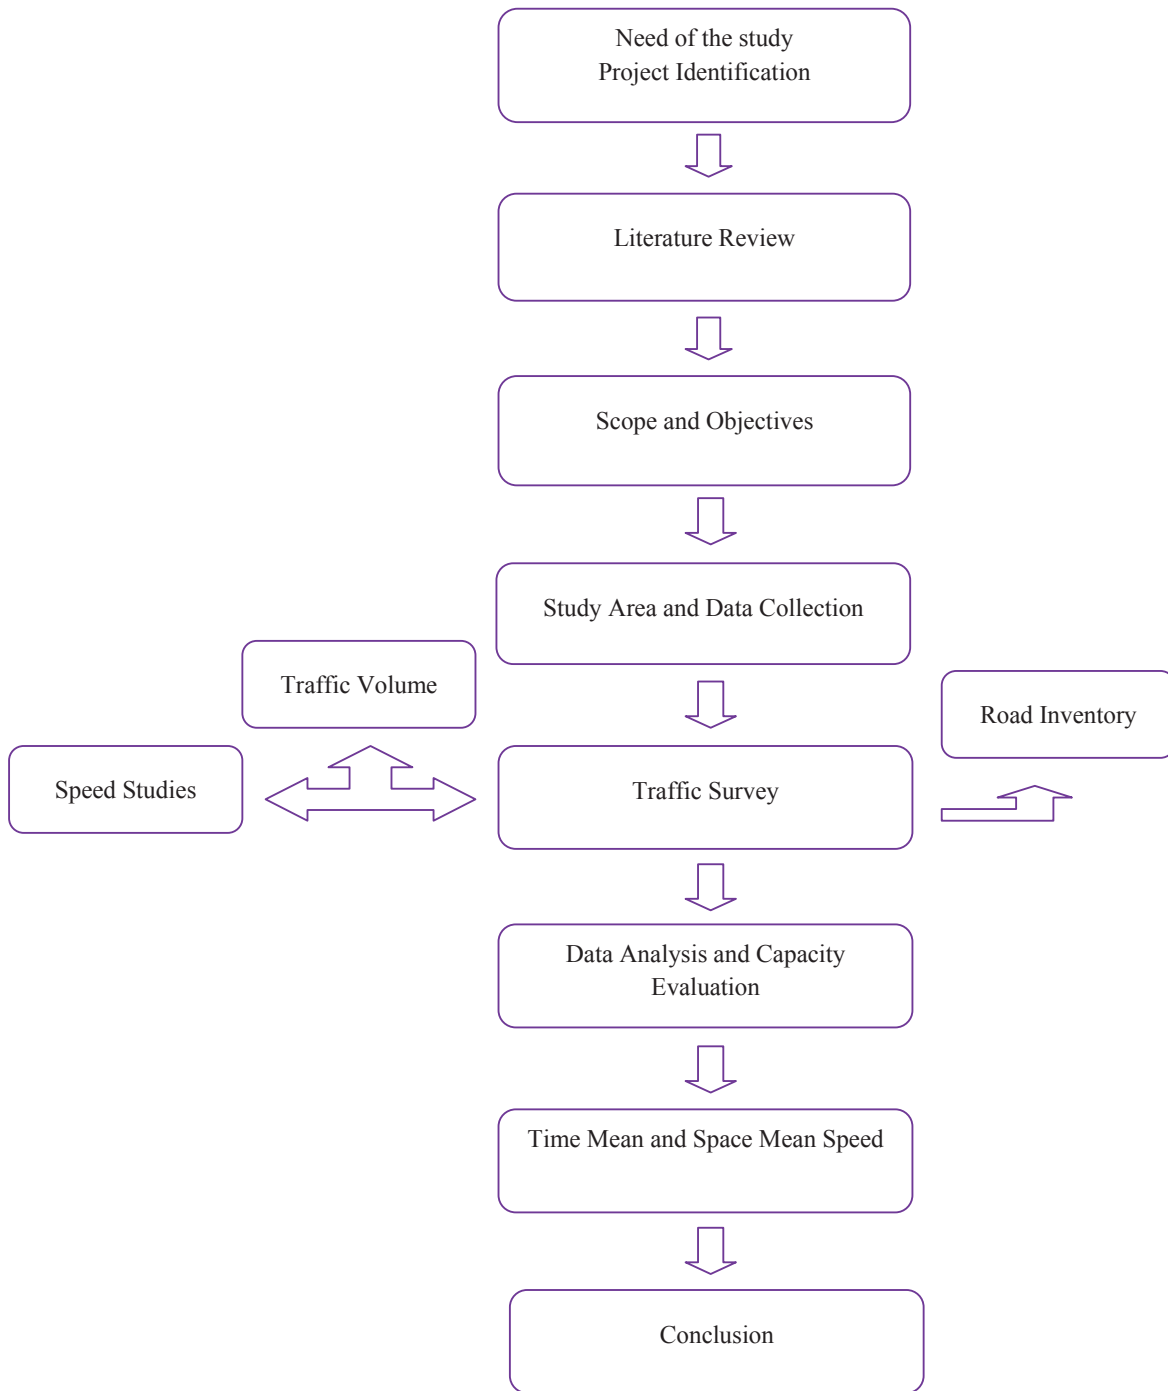 Need of the study
Project Identification
Literature Review
Scope and Objectives
Study Area and Data Collection
Traffic Volume
Road Inventory
Speed Studies
Traffic Survey
Data Analysis and Capacity
Evaluation
Time Mean and Space Mean Speed
Conclusion